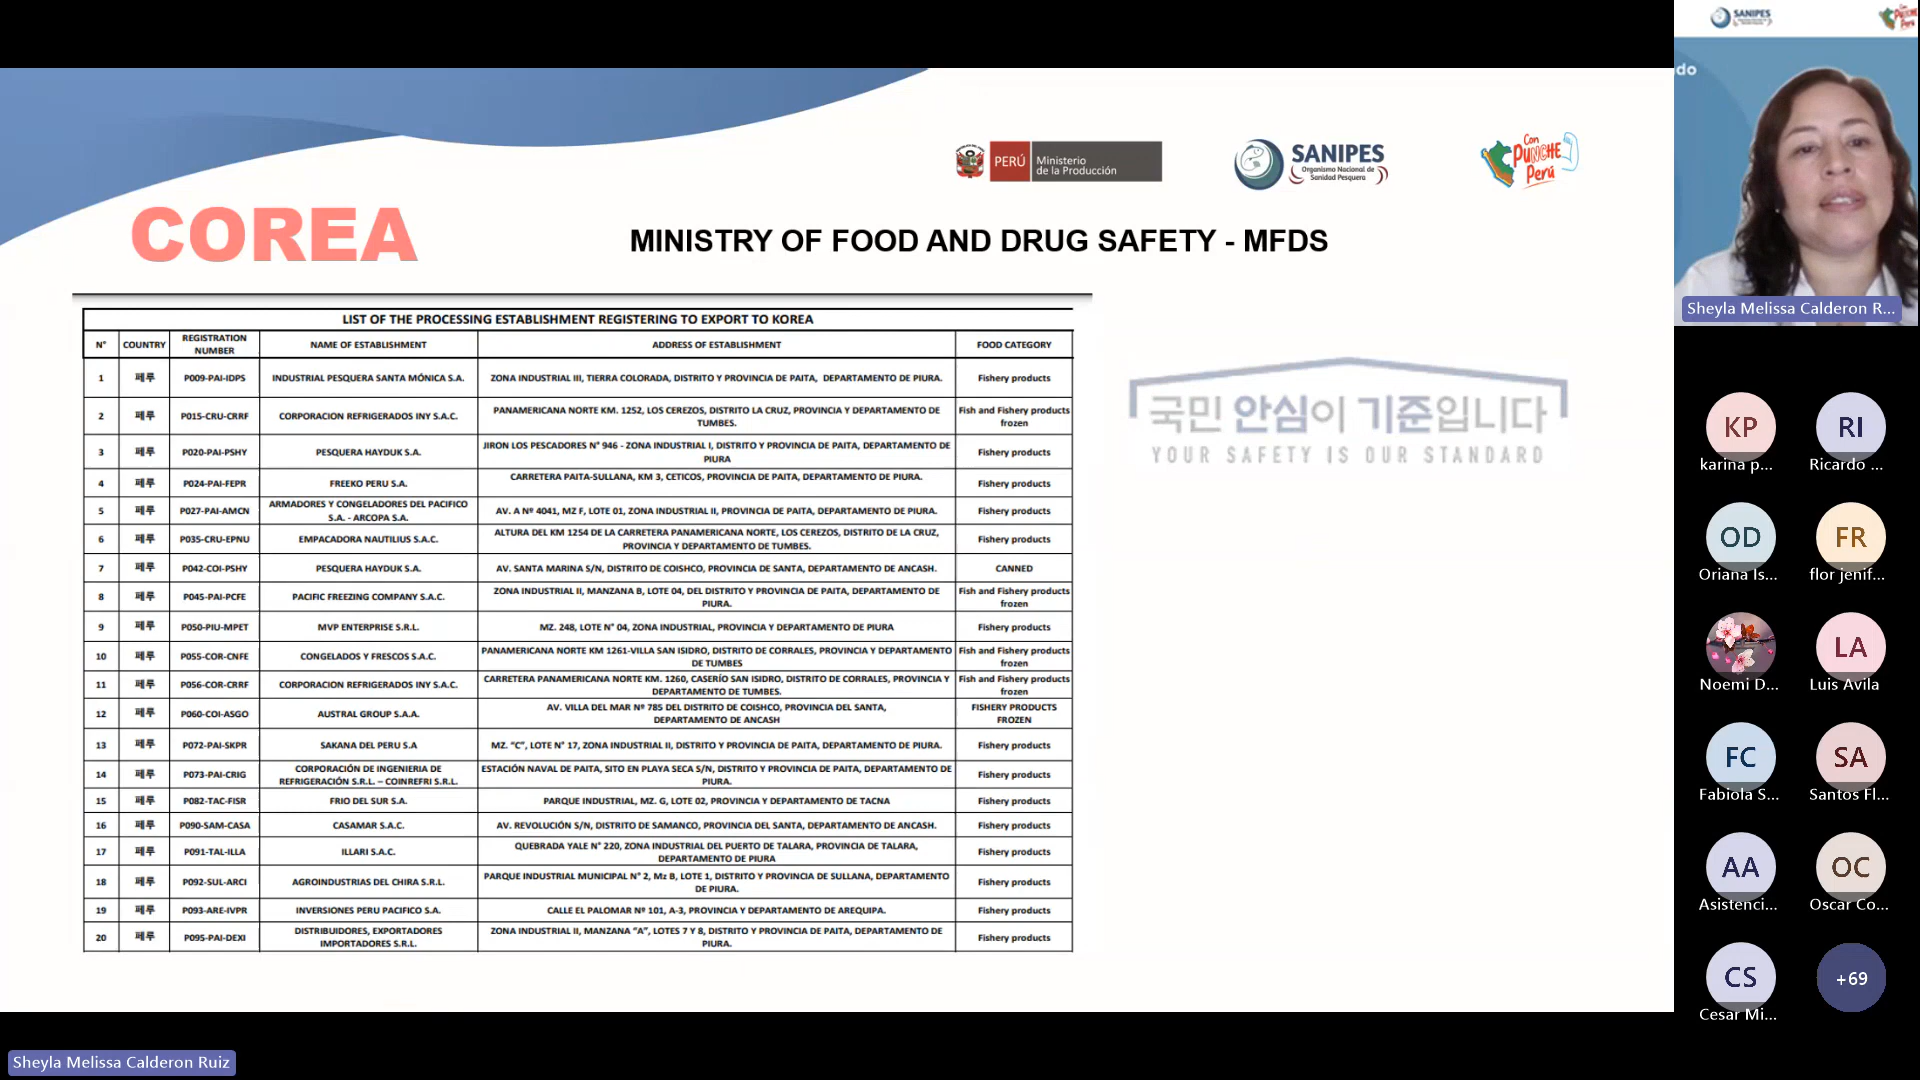 SANIPES
Con
PUNCHE
Perú
do
PERÚ
Ministerio
de la Producción
SANIPES
Organismo Nacional de
Sanidad Pesquera
Con
PUNCHE
Perú
COREA
MINISTRY OF FOOD AND DRUG SAFETY - MFDS
Sheyla Melissa Calderon R...
LIST OF THE PROCESSING ESTABLISHMENT REGISTERING TO EXPORT TO KOREA
N° COUNTRY REGISTRATION NUMBER NAME OF ESTABLISHMENT ADDRESS OF ESTABLISHMENT FOOD CATEGORY
1 페루 P009-PAI-IDPS INDUSTRIAL PESQUERA SANTA MÓNICA S.A. ZONA INDUSTRIAL III, TIERRA COLORADA, DISTRITO Y PROVINCIA DE PAITA, DEPARTAMENTO DE PIURA. Fishery products
2 페루 P015-CRU-CRRF CORPORACION REFRIGERADOS INY S.A.C. PANAMERICANA NORTE KM. 1252, LOS CEREZOS, DISTRITO LA CRUZ, PROVINCIA Y DEPARTAMENTO DE TUMBES. Fish and Fishery products frozen
3 페루 P020-PAI-PSHY PESQUERA HAYDUK S.A. JIRON LOS PESCADORES N° 946 - ZONA INDUSTRIAL I, DISTRITO Y PROVINCIA DE PAITA, DEPARTAMENTO DE PIURA Fishery products
4 페루 P024-PAI-FEPR FREEKO PERU S.A. CARRETERA PAITA-SULLANA, KM 3, CETICOS, PROVINCIA DE PAITA, DEPARTAMENTO DE PIURA. Fishery products
5 페루 P027-PAI-AMCN ARMADORES Y CONGELADORES DEL PACIFICO S.A. - ARCOPA S.A. AV. A Nº 4041, MZ F, LOTE 01, ZONA INDUSTRIAL II, PROVINCIA DE PAITA, DEPARTAMENTO DE PIURA. Fishery products
6 페루 P035-CRU-EPNU EMPACADORA NAUTILIUS S.A.C. ALTURA DEL KM 1254 DE LA CARRETERA PANAMERICANA NORTE, LOS CEREZOS, DISTRITO DE LA CRUZ, PROVINCIA Y DEPARTAMENTO DE TUMBES. Fishery products
7 페루 P042-COI-PSHY PESQUERA HAYDUK S.A. AV. SANTA MARINA S/N, DISTRITO DE COISHCO, PROVINCIA DE SANTA, DEPARTAMENTO DE ANCASH. CANNED
8 페루 P045-PAI-PCFE PACIFIC FREEZING COMPANY S.A.C. ZONA INDUSTRIAL II, MANZANA B, LOTE 04, DEL DISTRITO Y PROVINCIA DE PAITA, DEPARTAMENTO DE PIURA. Fish and Fishery products frozen
9 페루 P050-PIU-MPET MVP ENTERPRISE S.R.L. MZ. 248, LOTE N° 04, ZONA INDUSTRIAL, PROVINCIA Y DEPARTAMENTO DE PIURA Fishery products
10 페루 P055-COR-CNFE CONGELADOS Y FRESCOS S.A.C. PANAMERICANA NORTE KM 1261-VILLA SAN ISIDRO, DISTRITO DE CORRALES, PROVINCIA Y DEPARTAMENTO DE TUMBES Fish and Fishery products frozen
11 페루 P056-COR-CRRF CORPORACION REFRIGERADOS INY S.A.C. CARRETERA PANAMERICANA NORTE KM. 1260, CASERÍO SAN ISIDRO, DISTRITO DE CORRALES, PROVINCIA Y DEPARTAMENTO DE TUMBES. Fish and Fishery products frozen
12 페루 P060-COI-ASGO AUSTRAL GROUP S.A.A. AV. VILLA DEL MAR Nº 785 DEL DISTRITO DE COISHCO, PROVINCIA DEL SANTA, DEPARTAMENTO DE ANCASH FISHERY PRODUCTS FROZEN
13 페루 P072-PAI-SKPR SAKANA DEL PERU S.A MZ. “C”, LOTE N° 17, ZONA INDUSTRIAL II, DISTRITO Y PROVINCIA DE PAITA, DEPARTAMENTO DE PIURA. Fishery products
14 페루 P073-PAI-CRIG CORPORACIÓN DE INGENIERIA DE REFRIGERACIÓN S.R.L. – COINREFRI S.R.L. ESTACIÓN NAVAL DE PAITA, SITO EN PLAYA SECA S/N, DISTRITO Y PROVINCIA DE PAITA, DEPARTAMENTO DE PIURA. Fishery products
15 페루 P082-TAC-FISR FRIO DEL SUR S.A. PARQUE INDUSTRIAL, MZ. G, LOTE 02, PROVINCIA Y DEPARTAMENTO DE TACNA Fishery products
16 페루 P090-SAM-CASA CASAMAR S.A.C. AV. REVOLUCIÓN S/N, DISTRITO DE SAMANCO, PROVINCIA DEL SANTA, DEPARTAMENTO DE ANCASH. Fishery products
17 페루 P091-TAL-ILLA ILLARI S.A.C. QUEBRADA YALE N° 220, ZONA INDUSTRIAL DEL PUERTO DE TALARA, PROVINCIA DE TALARA, DEPARTAMENTO DE PIURA Fishery products
18 페루 P092-SUL-ARCI AGROINDUSTRIAS DEL CHIRA S.R.L. PARQUE INDUSTRIAL MUNICIPAL N° 2, Mz B, LOTE 1, DISTRITO Y PROVINCIA DE SULLANA, DEPARTAMENTO DE PIURA. Fishery products
19 페루 P093-ARE-IVPR INVERSIONES PERU PACIFICO S.A. CALLE EL PALOMAR Nº 101, A-3, PROVINCIA Y DEPARTAMENTO DE AREQUIPA. Fishery products
20 페루 P095-PAI-DEXI DISTRIBUIDORES, EXPORTADORES IMPORTADORES S.R.L. ZONA INDUSTRIAL II, MANZANA “A”, LOTES 7 Y 8, DISTRITO Y PROVINCIA DE PAITA, DEPARTAMENTO DE PIURA. Fishery products
국민 안심이 기준입니다
YOUR SAFETY IS OUR STANDARD
KP
karina p...
RI
Ricardo ...
OD
Oriana Is...
FR
flor jenif...
Noemi D...
LA
Luis Avila
FC
Fabiola S...
SA
Santos Fl...
AA
Asistenci...
OC
Oscar Co...
CS
Cesar Mi...
+69
Sheyla Melissa Calderon Ruiz